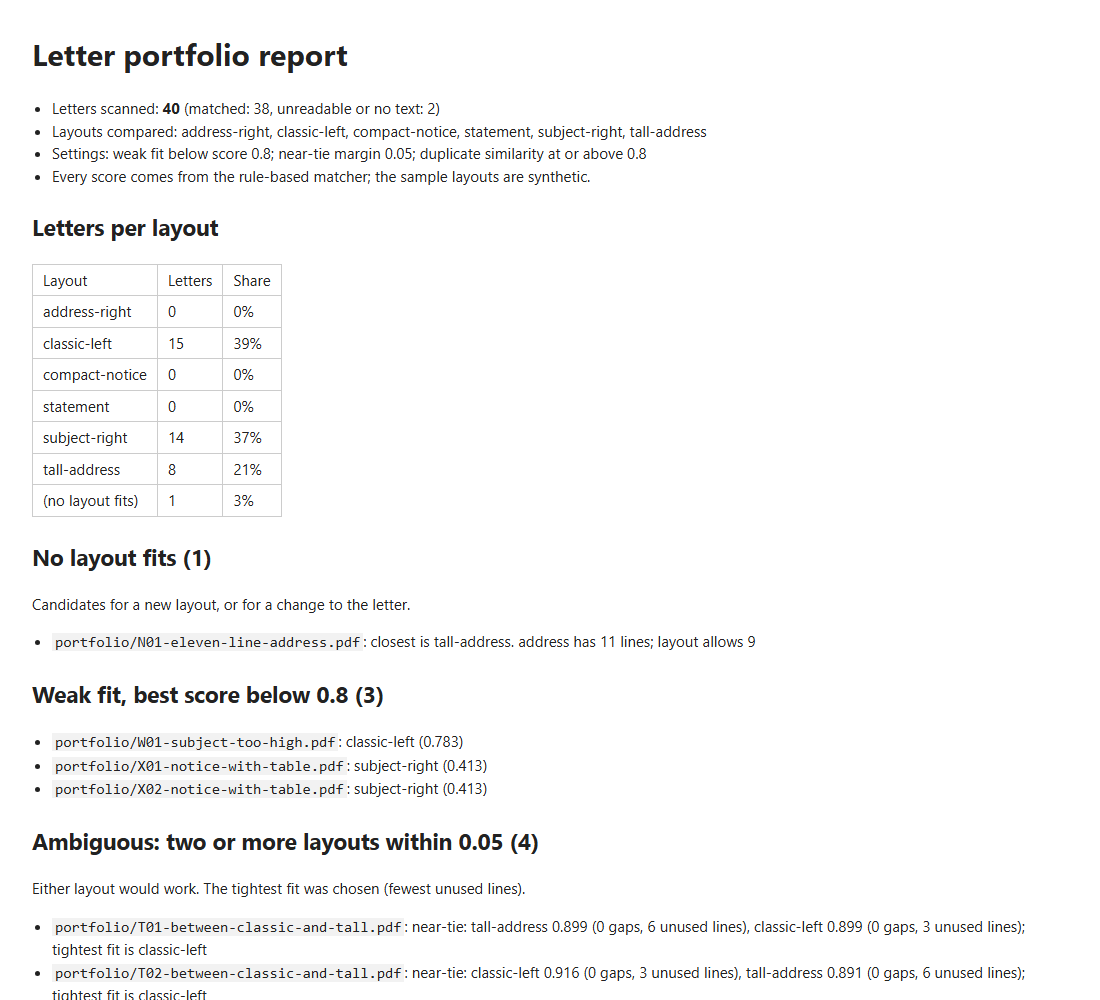 Letter portfolio report
Letters scanned: 40 (matched: 38, unreadable or no text: 2)
Layouts compared: address-right, classic-left, compact-notice, statement, subject-right, tall-address
Settings: weak fit below score 0.8; near-tie margin 0.05; duplicate similarity at or above 0.8
Every score comes from the rule-based matcher; the sample layouts are synthetic.
Letters per layout
Layout Letters Share
address-right 0 0%
classic-left 15 39%
compact-notice 0 0%
statement 0 0%
subject-right 14 37%
tall-address 8 21%
(no layout fits) 1 3%
No layout fits (1)
Candidates for a new layout, or for a change to the letter.
portfolio/N01-eleven-line-address.pdf: closest is tall-address. address has 11 lines; layout allows 9
Weak fit, best score below 0.8 (3)
portfolio/W01-subject-too-high.pdf: classic-left (0.783)
portfolio/X01-notice-with-table.pdf: subject-right (0.413)
portfolio/X02-notice-with-table.pdf: subject-right (0.413)
Ambiguous: two or more layouts within 0.05 (4)
Either layout would work. The tightest fit was chosen (fewest unused lines).
portfolio/T01-between-classic-and-tall.pdf: near-tie: tall-address 0.899 (0 gaps, 6 unused lines), classic-left 0.899 (0 gaps, 3 unused lines);
tightest fit is classic-left
portfolio/T02-between-classic-and-tall.pdf: near-tie: classic-left 0.916 (0 gaps, 3 unused lines), tall-address 0.891 (0 gaps, 6 unused lines);
tightest fit is classic-left